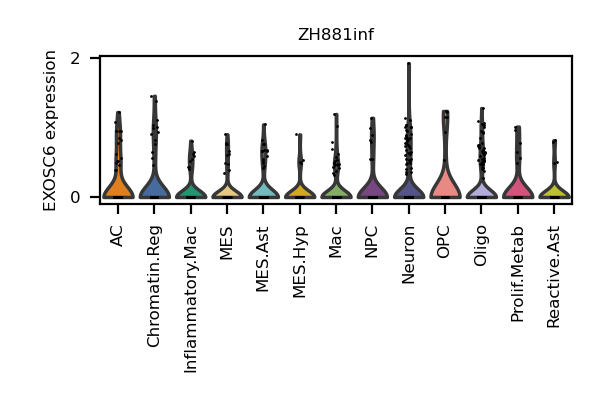 ZH881inf
EXOSC6 expression
2
0
AC
Chromatin.Reg
Inflammatory.Mac
MES
MES.Ast
MES.Hyp
Mac
NPC
Neuron
OPC
Oligo
Prolif.Metab
Reactive.Ast